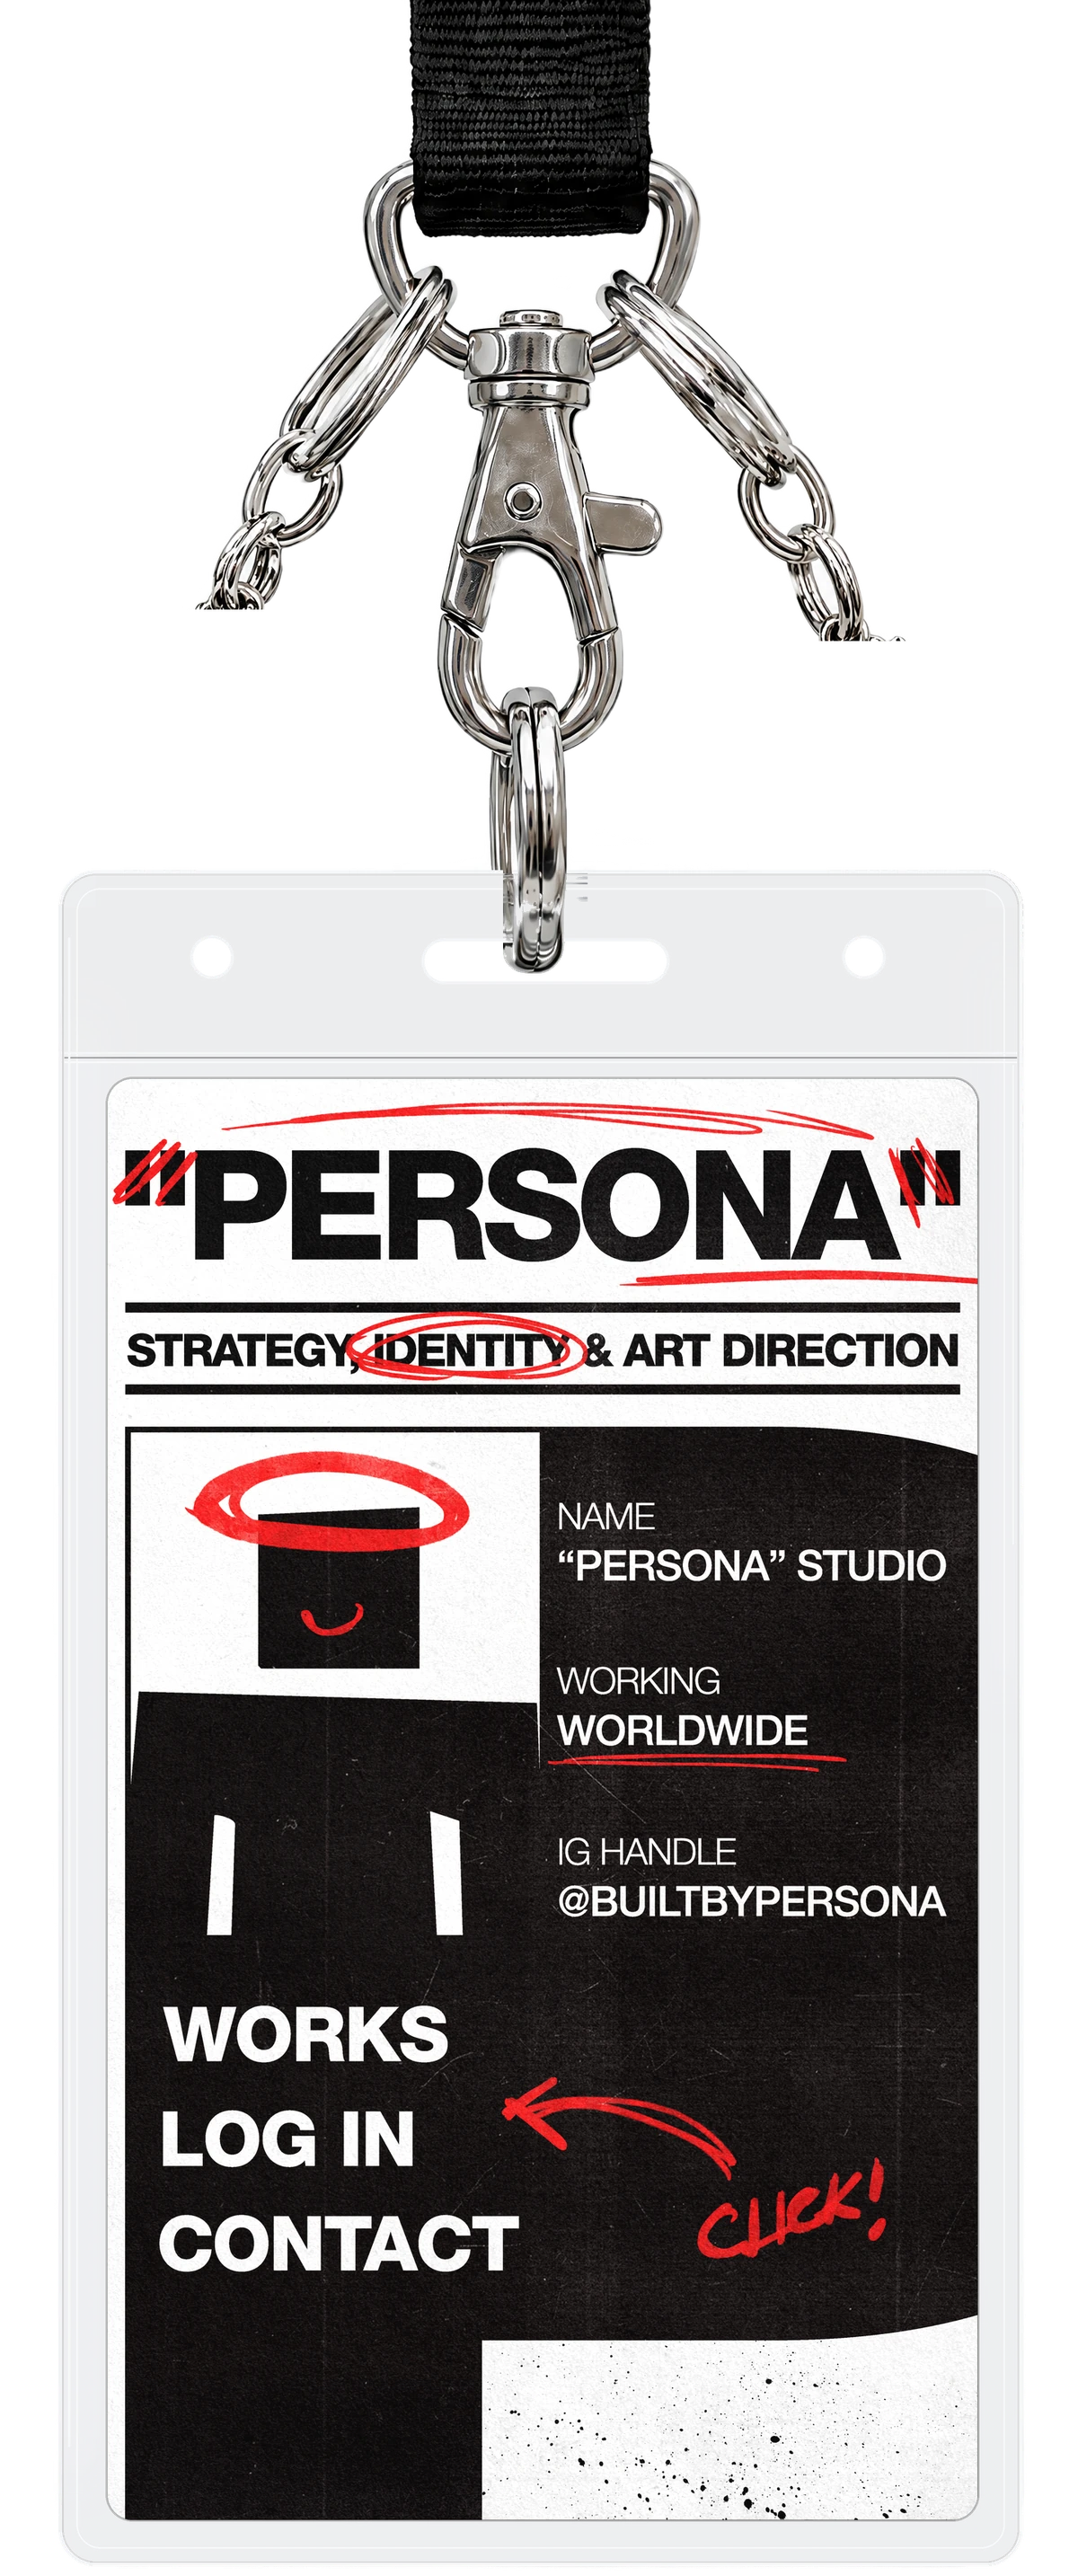 "PERSONA"
STRATEGY, IDENTITY & ART DIRECTION
NAME
“PERSONA” STUDIO
WORKING
WORLDWIDE
IG HANDLE
@BUILTBYPERSONA
WORKS
LOG IN
CONTACT
CLICK!